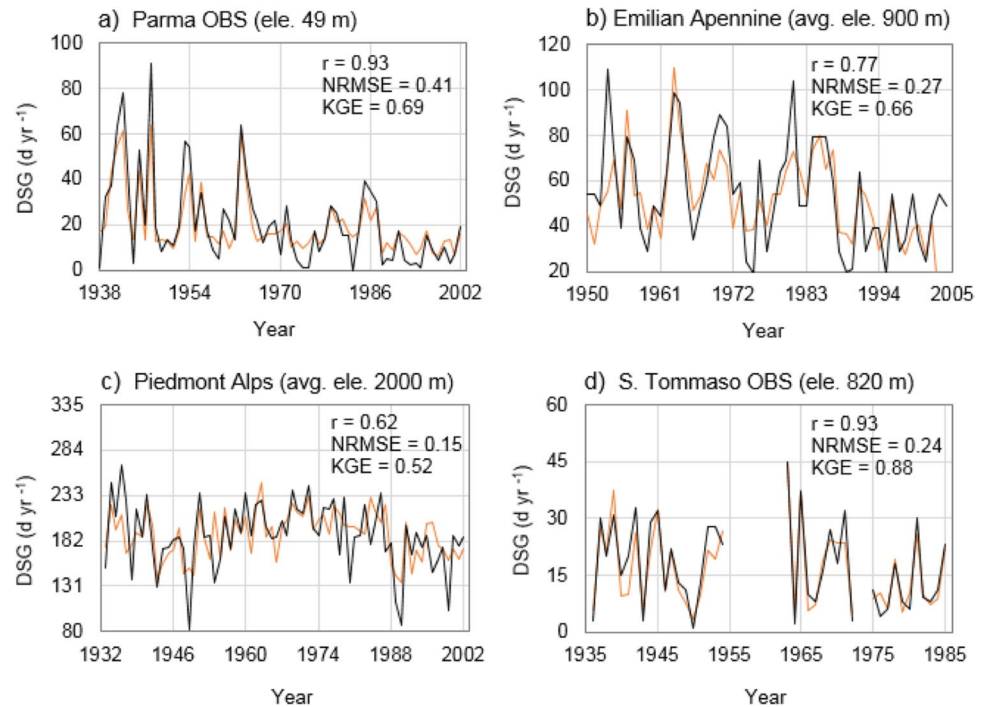 a) Parma OBS (ele. 49 m)
100
80
60
40
20
0
DSG (d yr -1)
r = 0.93
NRMSE = 0.41
KGE = 0.69
1938 1954 1970 1986 2002
Year
b) Emilian Apennine (avg. ele. 900 m)
120
100
80
60
40
20
DSG (d yr -1)
r = 0.77
NRMSE = 0.27
KGE = 0.66
1950 1961 1972 1983 1994 2005
Year
c) Piedmont Alps (avg. ele. 2000 m)
335
284
233
182
131
80
DSG (d yr -1)
r = 0.62
NRMSE = 0.15
KGE = 0.52
1932 1946 1960 1974 1988 2002
Year
d) S. Tommaso OBS (ele. 820 m)
60
45
30
15
0
DSG (d yr -1)
r = 0.93
NRMSE = 0.24
KGE = 0.88
1935 1945 1955 1965 1975 1985
Year